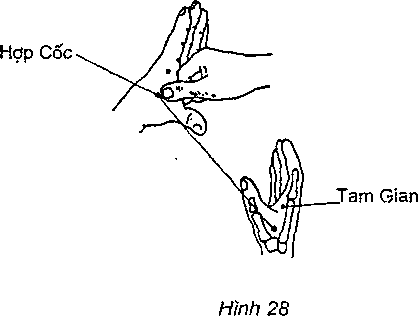 Hợp Cốc
Tam Gian
Hình 28